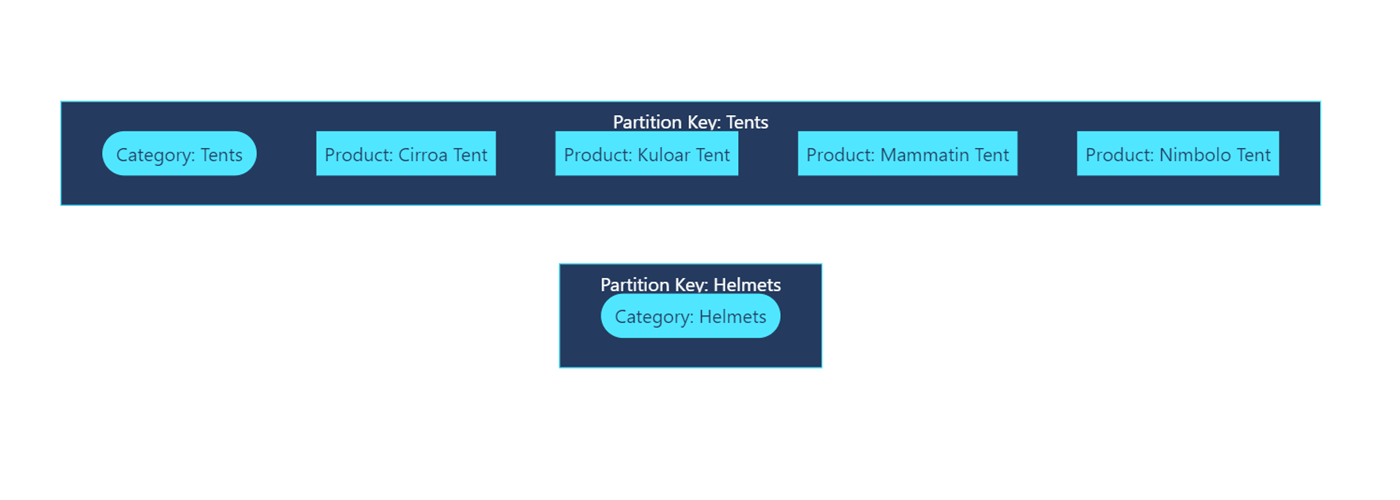 Partition Key: Tents
Category: Tents
Product: Cirroa Tent
Product: Kuloar Tent
Product: Mammatin Tent
Product: Nimbolo Tent
Partition Key: Helmets
Category: Helmets